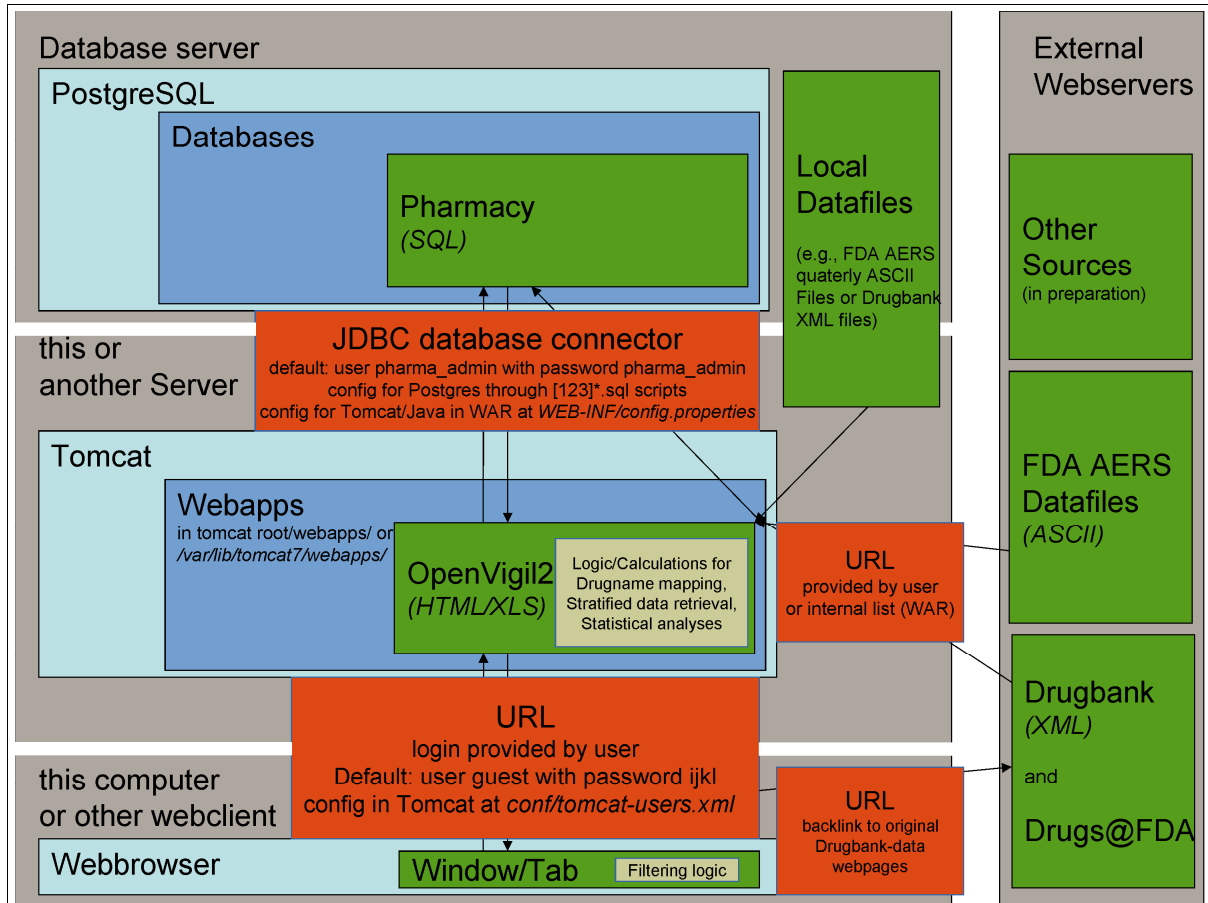 Database server
PostgreSQL
Databases
Pharmacy
(SQL)
Local
Datafiles
(e.g., FDA AERS
quaterly ASCII
Files or Drugbank
XML files)
External
Webservers
Other
Sources
(in preparation)
JDBC database connector
default: user pharma_admin with password pharma_admin
config for Postgres through [123]*.sql scripts
config for Tomcat/Java in WAR at WEB-INF/config.properties
this or
another Server
Tomcat
Webapps
in tomcat root/webapps/ or
/var/lib/tomcat7/webapps/
OpenVigil2
(HTML/XLS)
Logic/Calculations for
Drugname mapping,
Stratified data retrieval,
Statistical analyses
URL
provided by user
or internal list (WAR)
FDA AERS
Datafiles
(ASCII)
Drugbank
(XML)
and
Drugs@FDA
URL
login provided by user
Default: user guest with password ijkl
config in Tomcat at conf/tomcat-users.xml
this computer
or other webclient
Webbrowser
Window/Tab
Filtering logic
URL
backlink to original
Drugbank-data
webpages